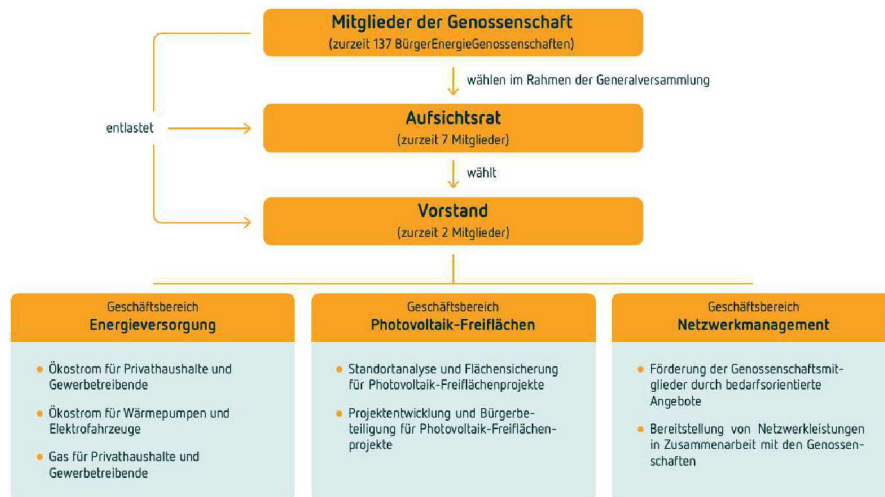 Mitglieder der Genossenschaft
(zurzeit 137 BürgerEnergieGenossenschaften)
wählen im Rahmen der Generalversammlung
entlastet
Aufsichtsrat
(zurzeit 7 Mitglieder)
wählt
Vorstand
(zurzeit 2 Mitglieder)
Geschäftsbereich
Energieversorgung
Ökostrom für Privathaushalte und
Gewerbetreibende
Ökostrom für Wärmepumpen und
Elektrofahrzeuge
Gas für Privathaushalte und
Gewerbetreibende
Geschäftsbereich
Photovoltaik-Freiflächen
Standortanalyse und Flächensicherung
für Photovoltaik-Freiflächenprojekte
Projektentwicklung und Bürgerbe-
teiligung für Photovoltaik-Freiflächen-
projekte
Geschäftsbereich
Netzwerkmanagement
Förderung der Genossenschaftsmit-
glieder durch bedarfsorientierte
Angebote
Bereitstellung von Netzwerkleistungen
in Zusammenarbeit mit den Genossen-
schaften